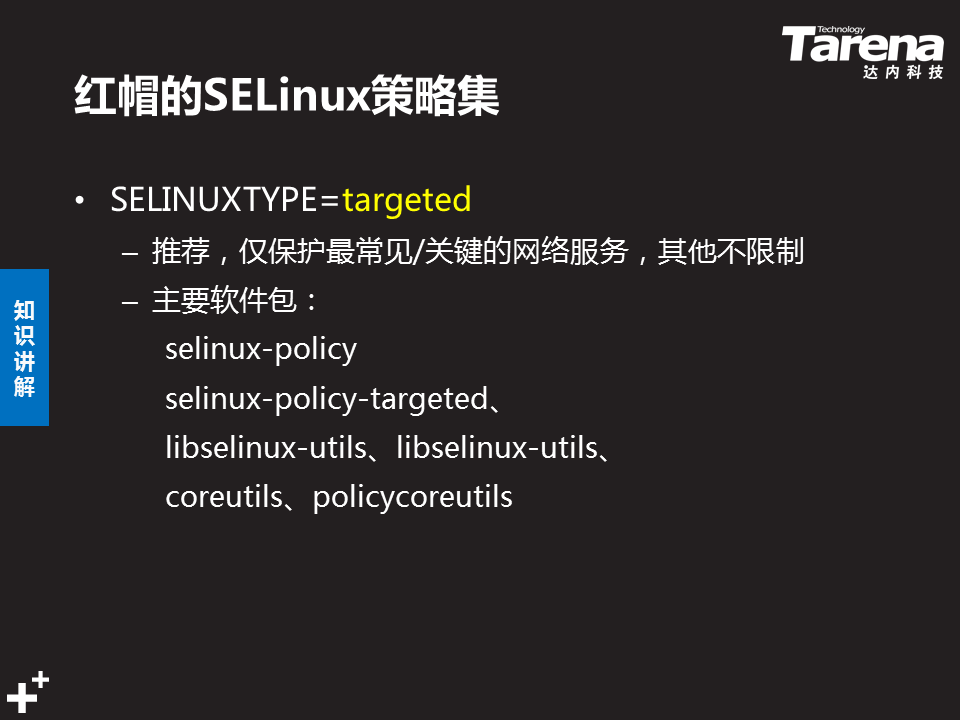 Technology
Tarena
达内科技
红帽的SELinux策略集
• SELINUXTYPE=targeted
– 推荐，仅保护最常见/关键的网络服务，其他不限制
– 主要软件包：
selinux-policy
selinux-policy-targeted、
libselinux-utils、libselinux-utils、
coreutils、policycoreutils
知
识
讲
解